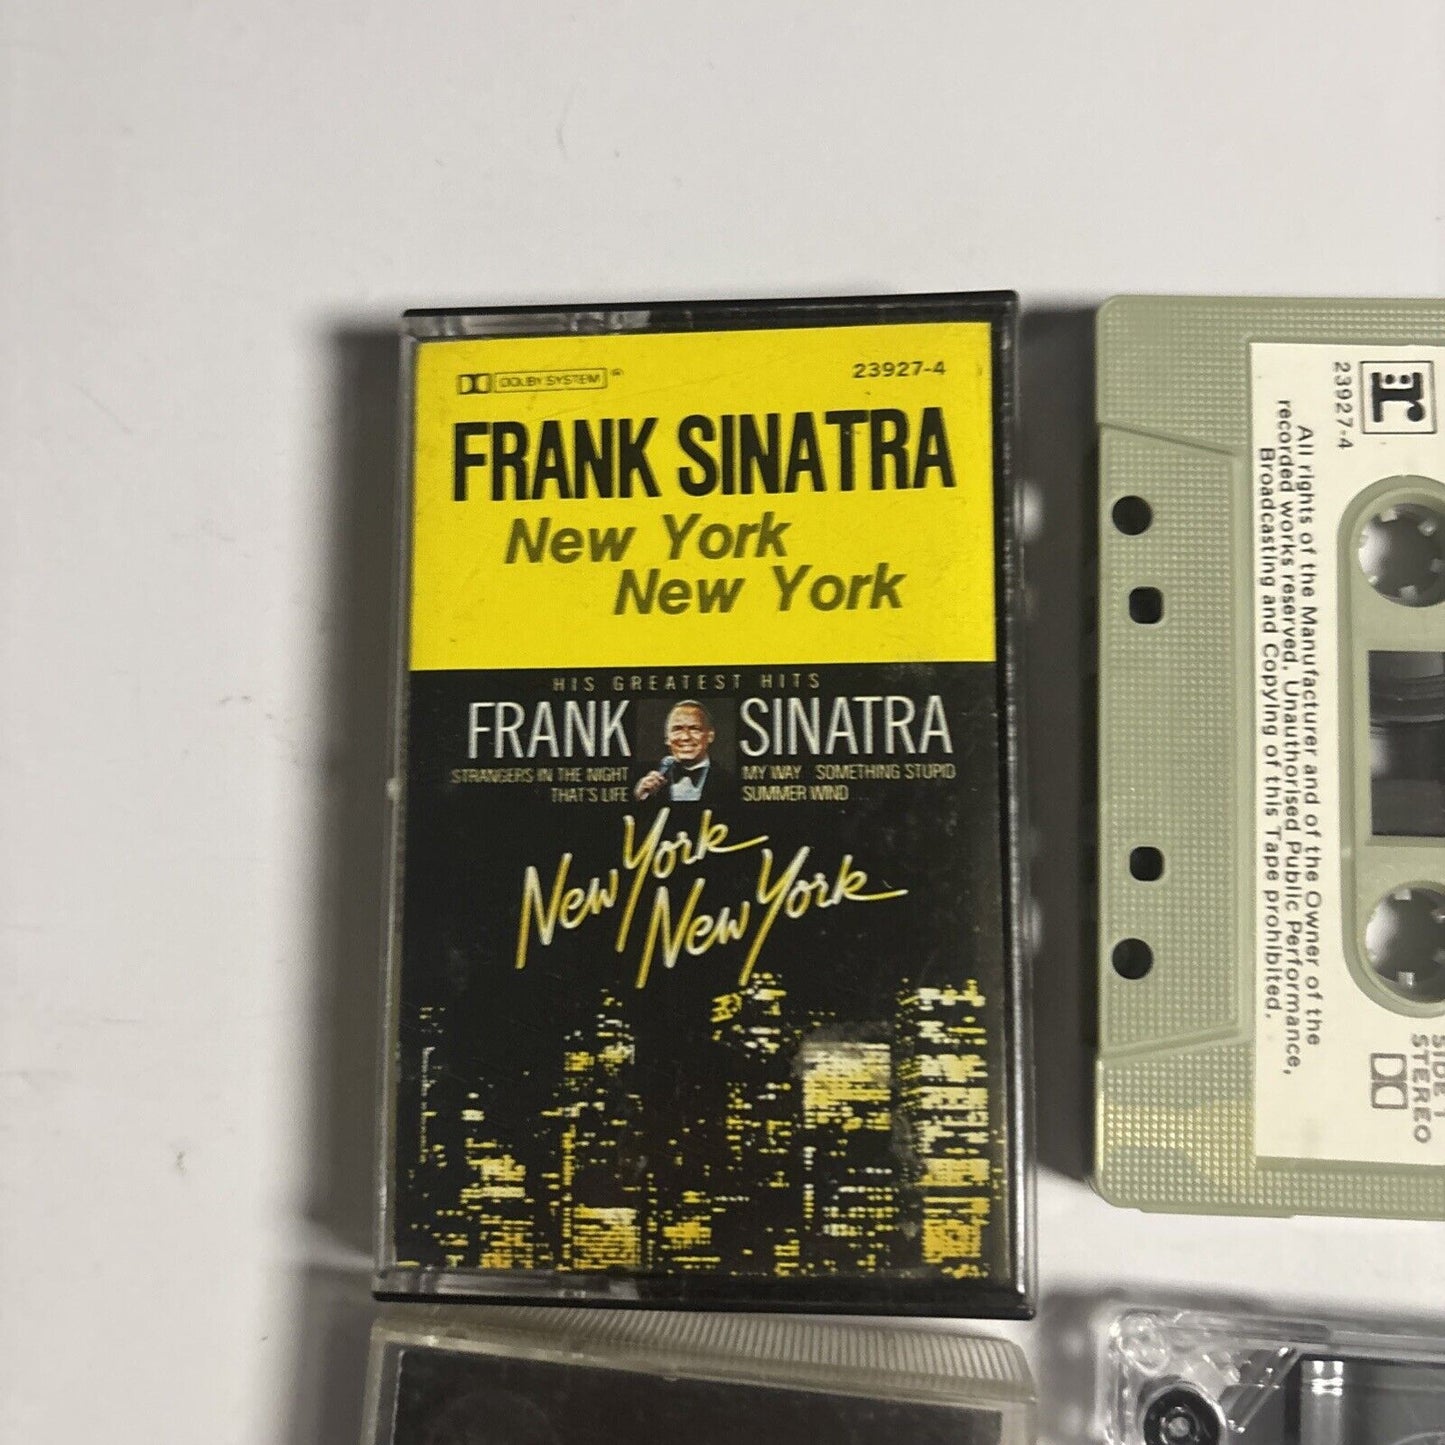 DOLBY SYSTEM ®
23927-4
FRANK SINATRA
New York
New York
HIS GREATEST HITS
FRANK SINATRA
STRANGERS IN THE NIGHT
THAT'S LIFE
MY WAY SOMETHING STUPID
SUMMER WIND
New York
New York
r
23927-4
All rights of the Manufacturer and of the Owner of the
recorded works reserved. Unauthorised Public Performance,
Broadcasting and Copying of this Tape prohibited.
SIDE 1
STEREO